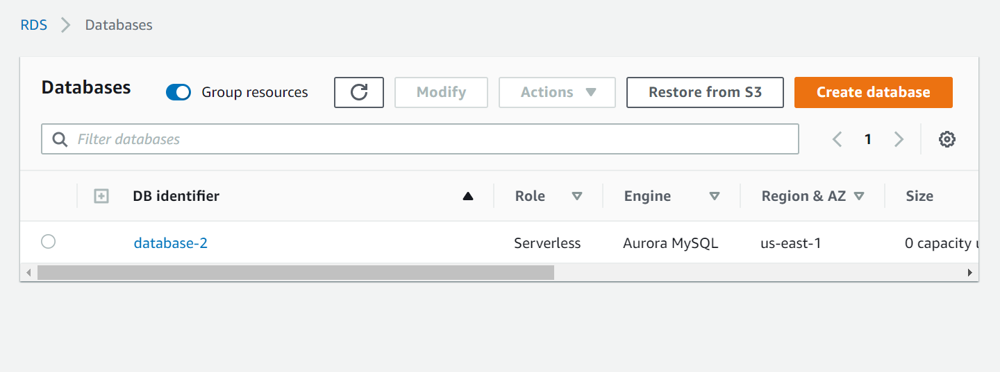 RDS Databases
Databases Group resources Modify Actions Restore from S3 Create database
Filter databases 1
DB identifier Role Engine Region & AZ Size
database-2 Serverless Aurora MySQL us-east-1 0 capacity